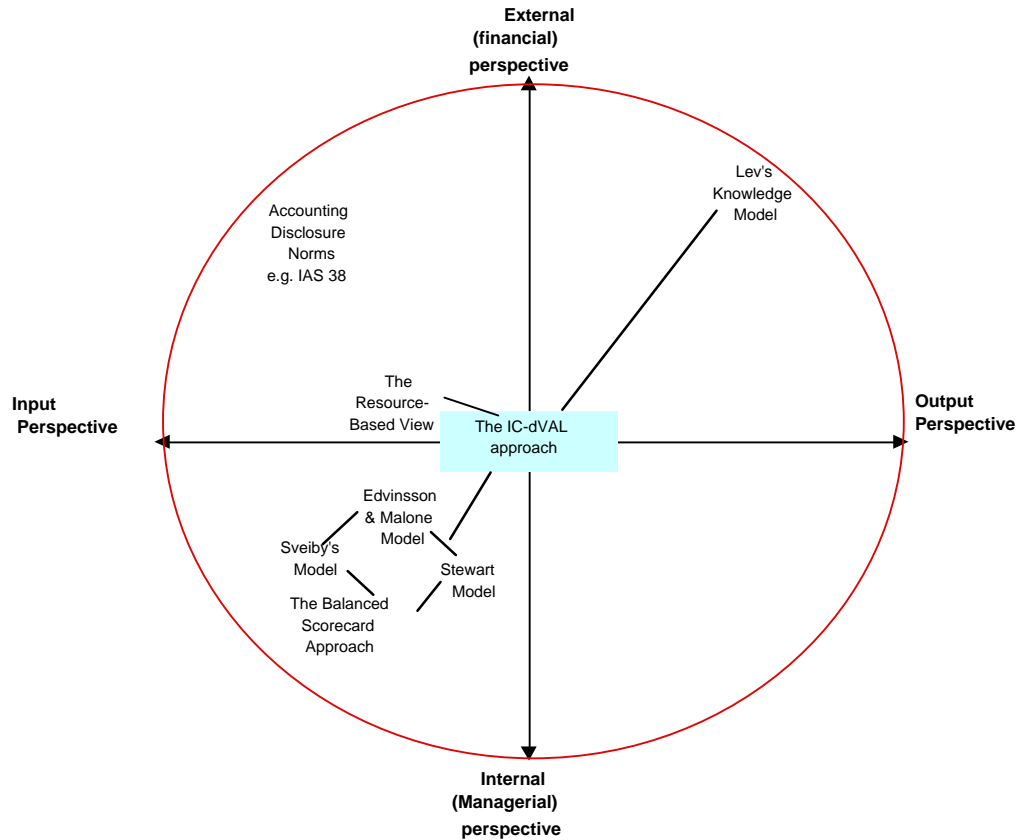 External
(financial)
perspective
Lev's
Knowledge
Model
Accounting
Disclosure
Norms
e.g. IAS 38
The
Resource-
Based View
Input
Perspective
The IC-dVAL
approach
Output
Perspective
Edvinsson
& Malone
Model
Sveiby's
Model
Stewart
Model
The Balanced
Scorecard
Approach
Internal
(Managerial)
perspective